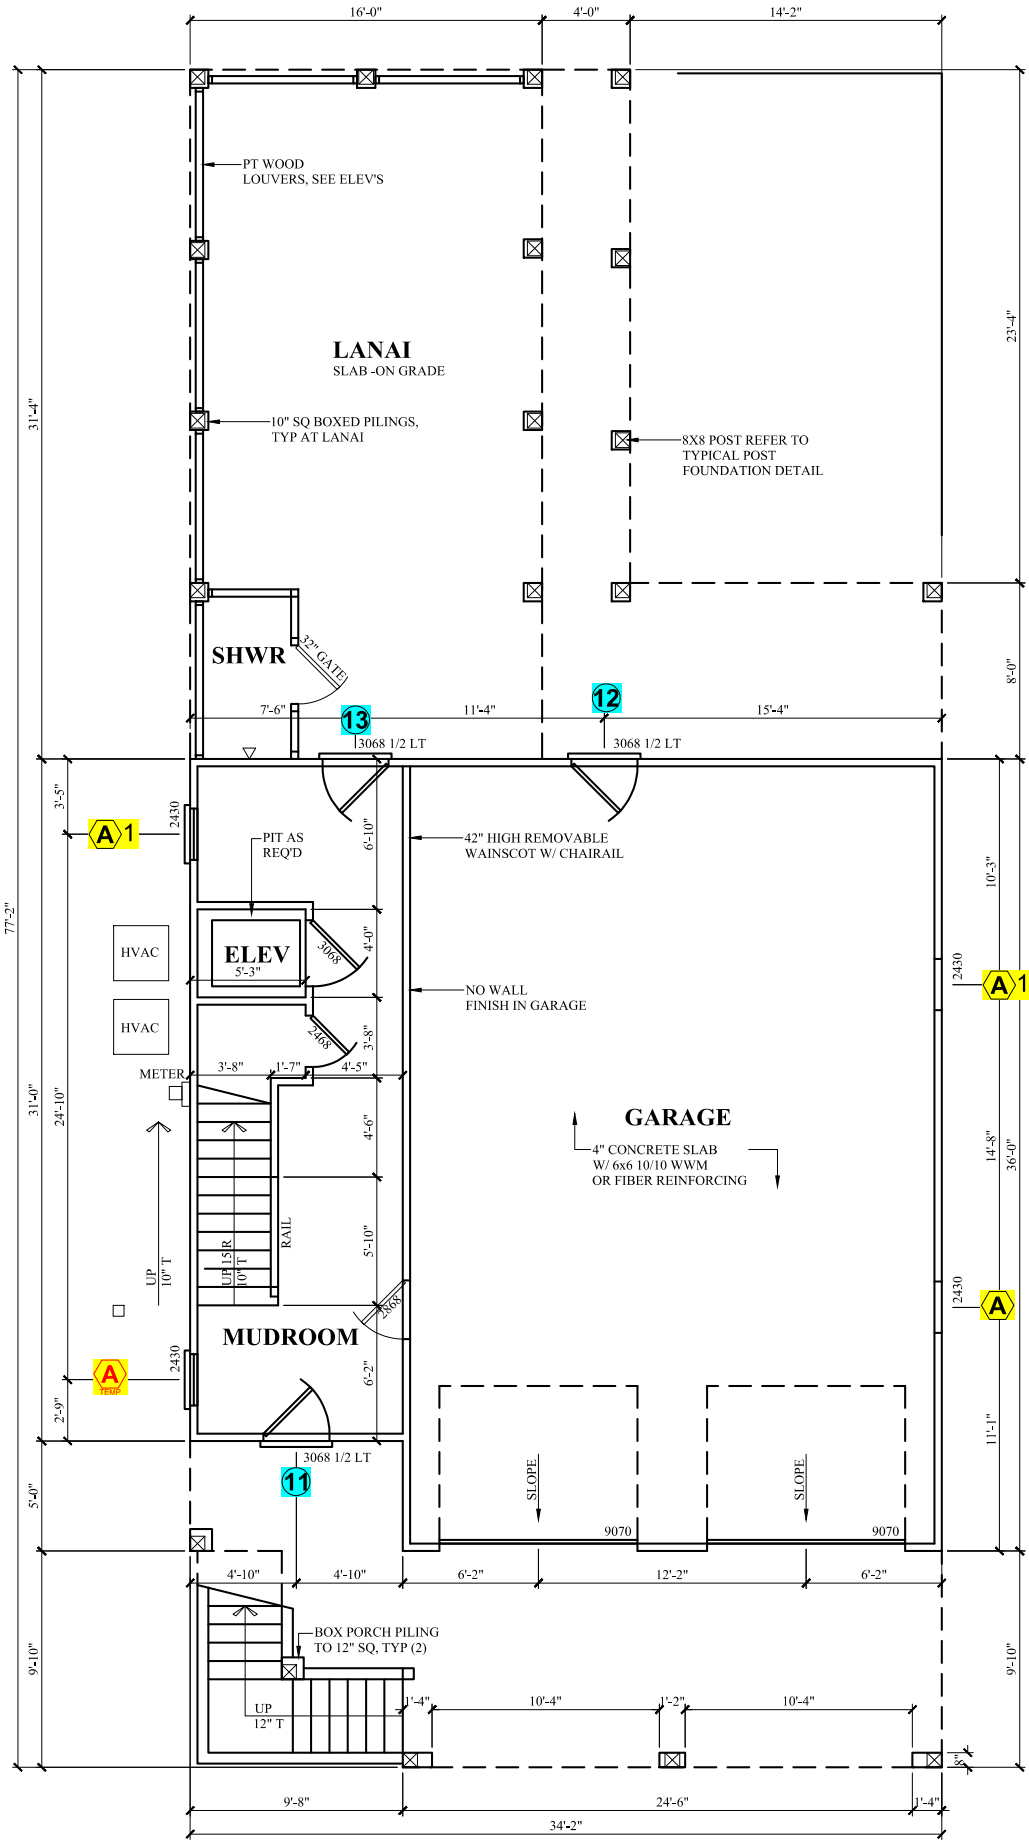 16'-0"
4'-0"
14'-2"
PT WOOD
LOUVERS, SEE ELEV'S
23'-4"
LANAI
SLAB -ON GRADE
31'-4"
10" SQ BOXED PILINGS,
TYP AT LANAI
8X8 POST REFER TO
TYPICAL POST
FOUNDATION DETAIL
SHWR
32" GATE
8'-0"
7'-6"
13
11'-4"
12
15'-4"
3068 1/2 LT
3068 1/2 LT
3'-5"
2430
A 1
PIT AS
REQ'D
6'-10"
42" HIGH REMOVABLE
WAINSCOT W/ CHAIRAIL
10'-3"
77'-2"
HVAC
ELEV
5'-3"
3068
4'-0"
2430
A 1
NO WALL
FINISH IN GARAGE
HVAC
2468
3'-8"
METER
3'-8"
1'-7"
4'-5"
31'-0"
24'-10"
4'-6"
GARAGE
4" CONCRETE SLAB
W/ 6x6 10/10 WWM
OR FIBER REINFORCING
14'-8"
36'-0"
RAIL
5'-10"
UP
10" T
UP 15 R
10" T
2868
2430
A
MUDROOM
2430
A
TEMP
6'-2"
2'-9"
11'-1"
3068 1/2 LT
11
SLOPE
SLOPE
5'-0"
9070
9070
4'-10"
4'-10"
6'-2"
12'-2"
6'-2"
BOX PORCH PILING
TO 12" SQ, TYP (2)
9'-10"
9'-10"
UP
12" T
1'-4"
10'-4"
1'-2"
10'-4"
8"
9'-8"
24'-6"
1'-4"
34'-2"